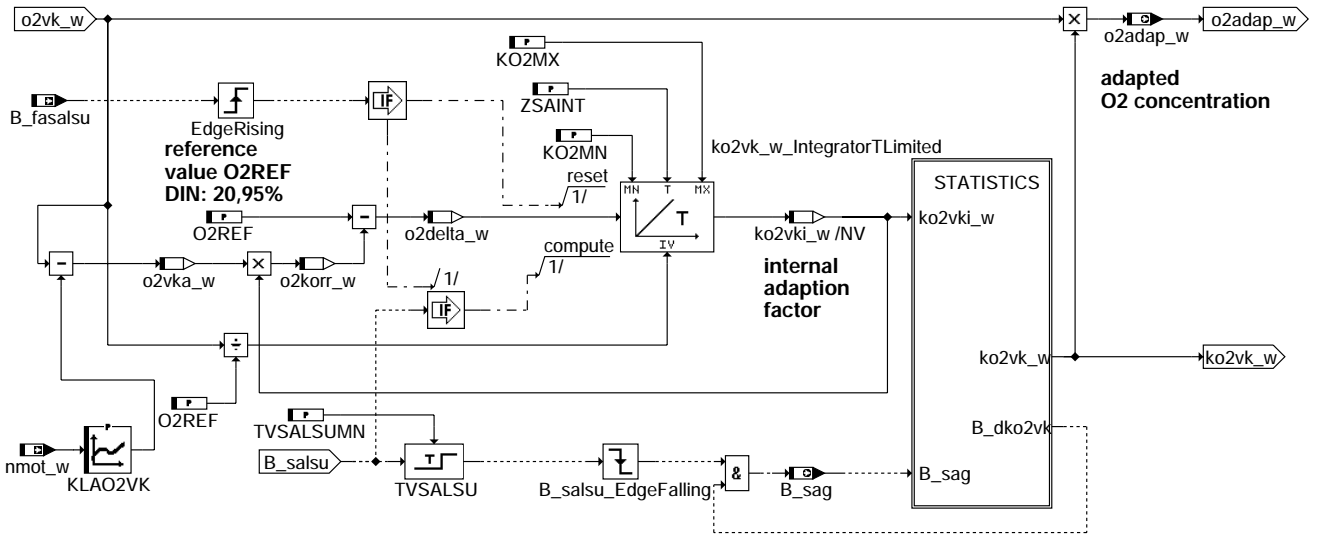 o2vk_w
o2adap_w
o2adap_w
adapted
O2 concentration
P
KO2MX
P
ZSAINT
P
KO2MN
B_fasalsu
EdgeRising
IF
reference
value O2REF
DIN: 20,95%
ko2vk_w_IntegratorTLimited
reset
1/
MN T MX
T
IV
STATISTICS
P
O2REF
o2delta_w
ko2vki_w /NV
ko2vki_w
compute
1/
o2vka_w
o2korr_w
1/
IF
internal
adaption
factor
P
O2REF
ko2vk_w
ko2vk_w
P
TVSALSUMN
B_dko2vk
nmot_w
P
KLAO2VK
B_salsu
T
TVSALSU
B_salsu_EdgeFalling
&
B_sag
B_sag